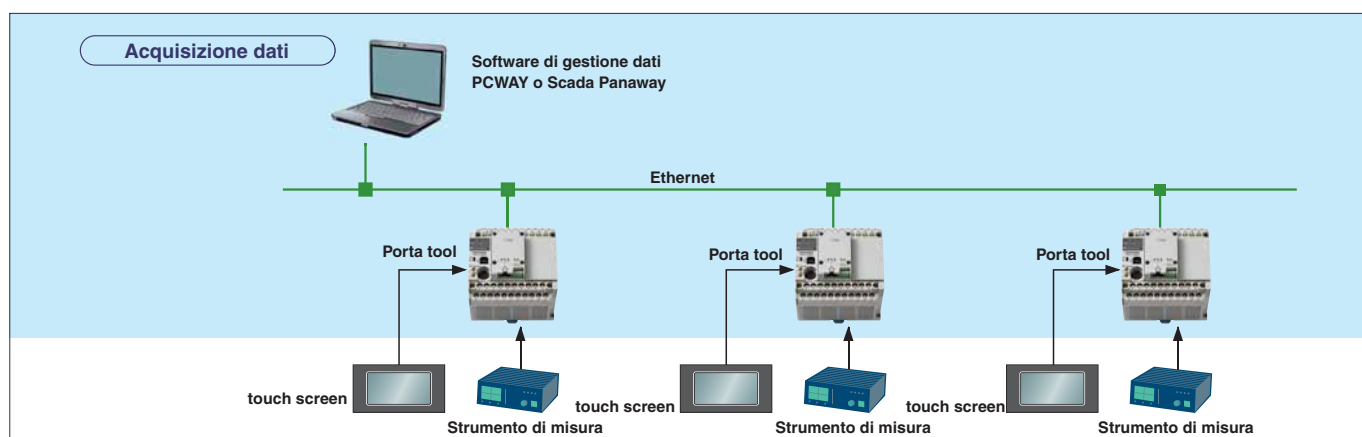 Acquisizione dati
Software di gestione dati
PCWAY o Scada Panaway
Ethernet
Porta tool
Porta tool
Porta tool
touch screen
Strumento di misura
touch screen
Strumento di misura
touch screen
Strumento di misura